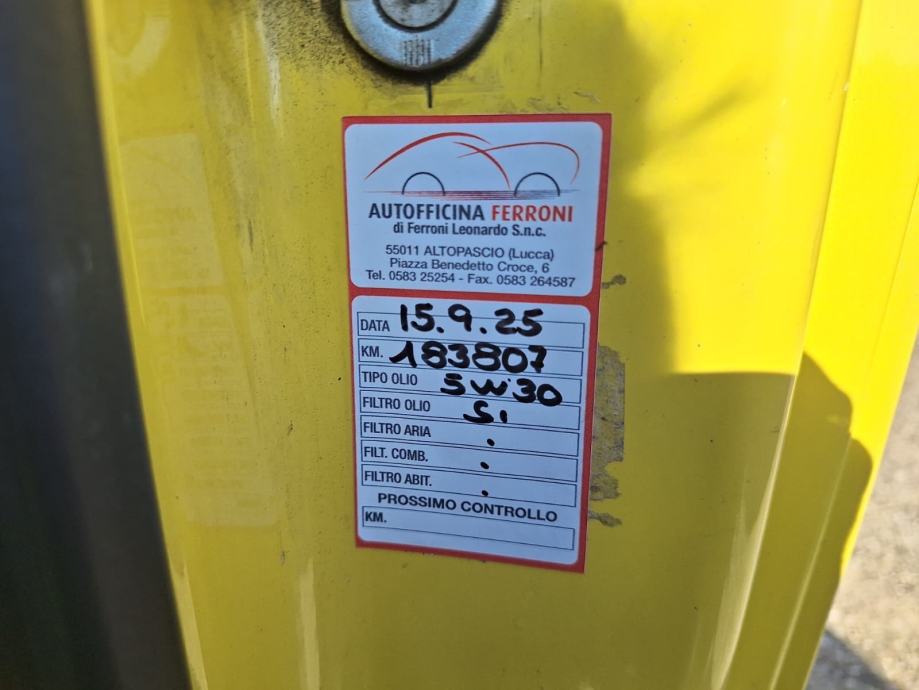 AUTOFFICINA FERRONI
di Ferroni Leonardo S.n.c.
55011 ALTOPASCIO (Lucca)
Piazza Benedetto Croce, 6
Tel. 0583 25254 - Fax. 0583 264587
DATA 15.9.25
KM. 183807
TIPO OLIO 5W30
FILTRO OLIO Si
FILTRO ARIA .
FILT. COMB. .
FILTRO ABIT. .
PROSSIMO CONTROLLO
KM.